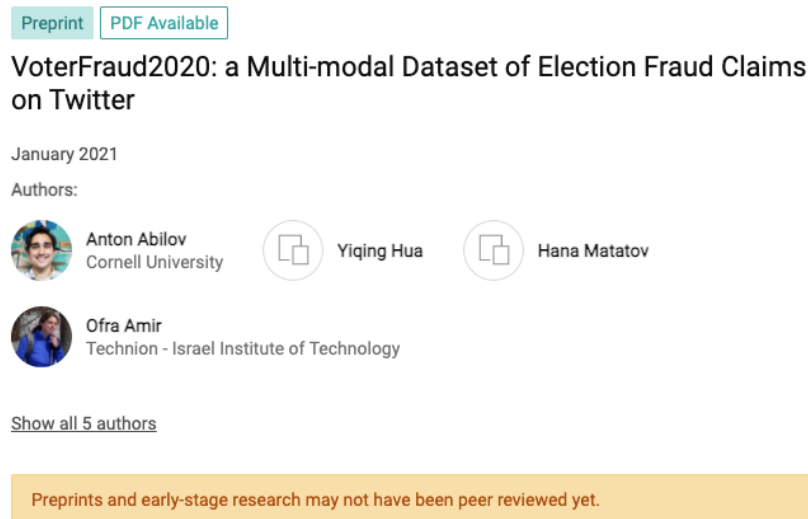 Preprint PDF Available
VoterFraud2020: a Multi-modal Dataset of Election Fraud Claims
on Twitter
January 2021
Authors:
Anton Abilov
Cornell University
Yiqing Hua
Hana Matatov
Ofra Amir
Technion - Israel Institute of Technology
Show all 5 authors
Preprints and early-stage research may not have been peer reviewed yet.